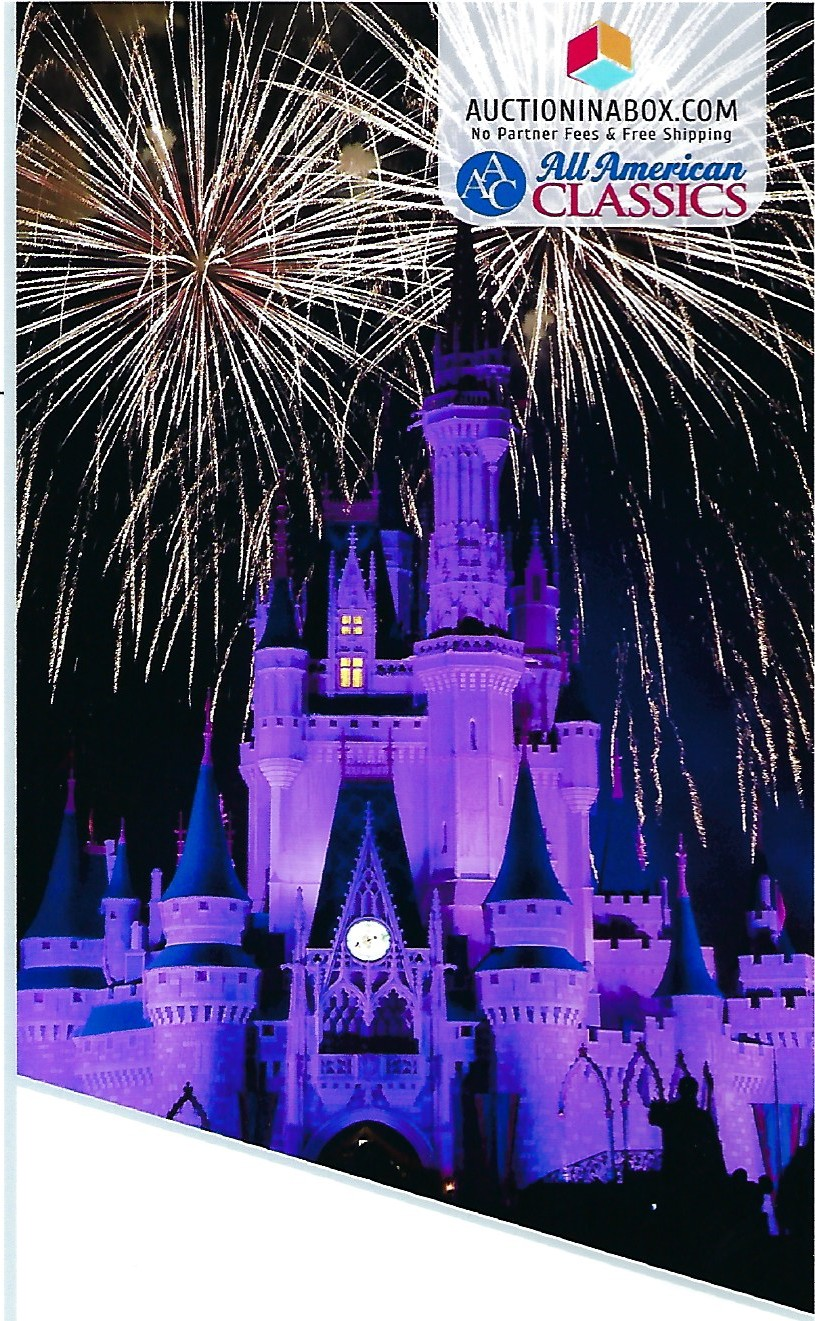 AUCTIONINABOX.COM
No Partner Fees & Free Shipping
AAC All American
CLASSICS